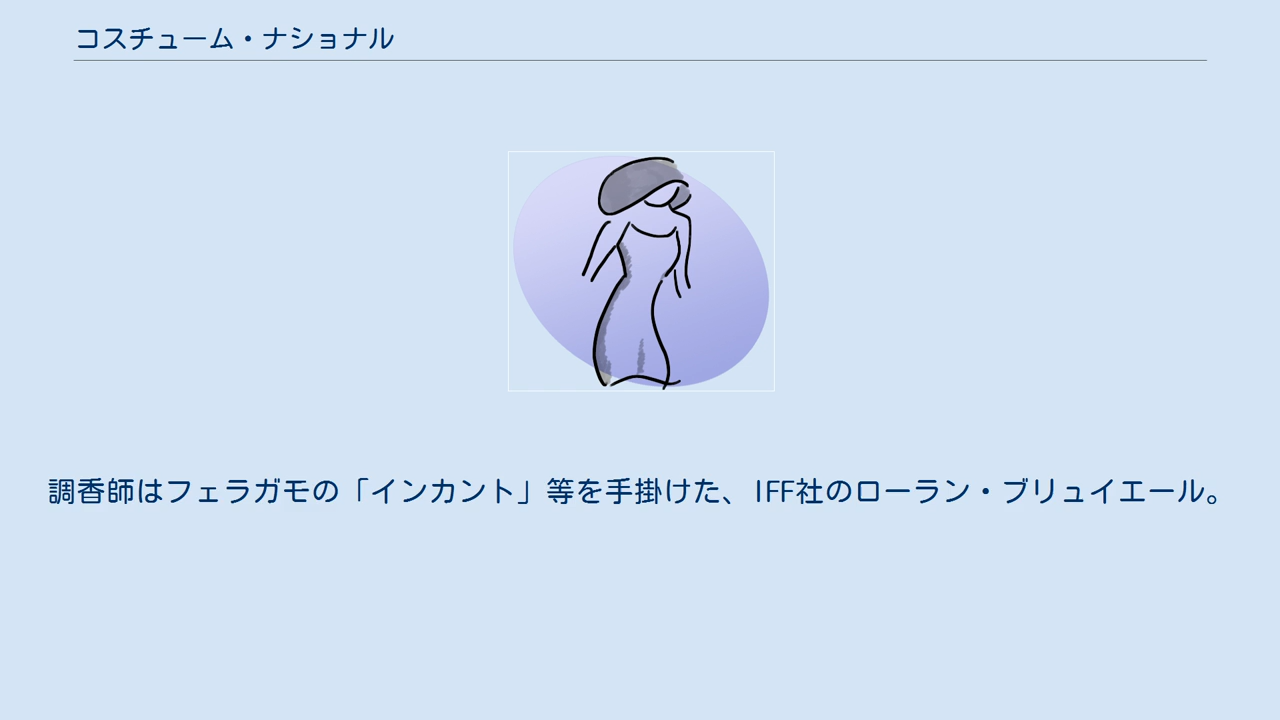 コスチューム・ナショナル
調香師はフェラガモの「インカント」等を手掛けた、IFF社のローラン・ブリュイエール。